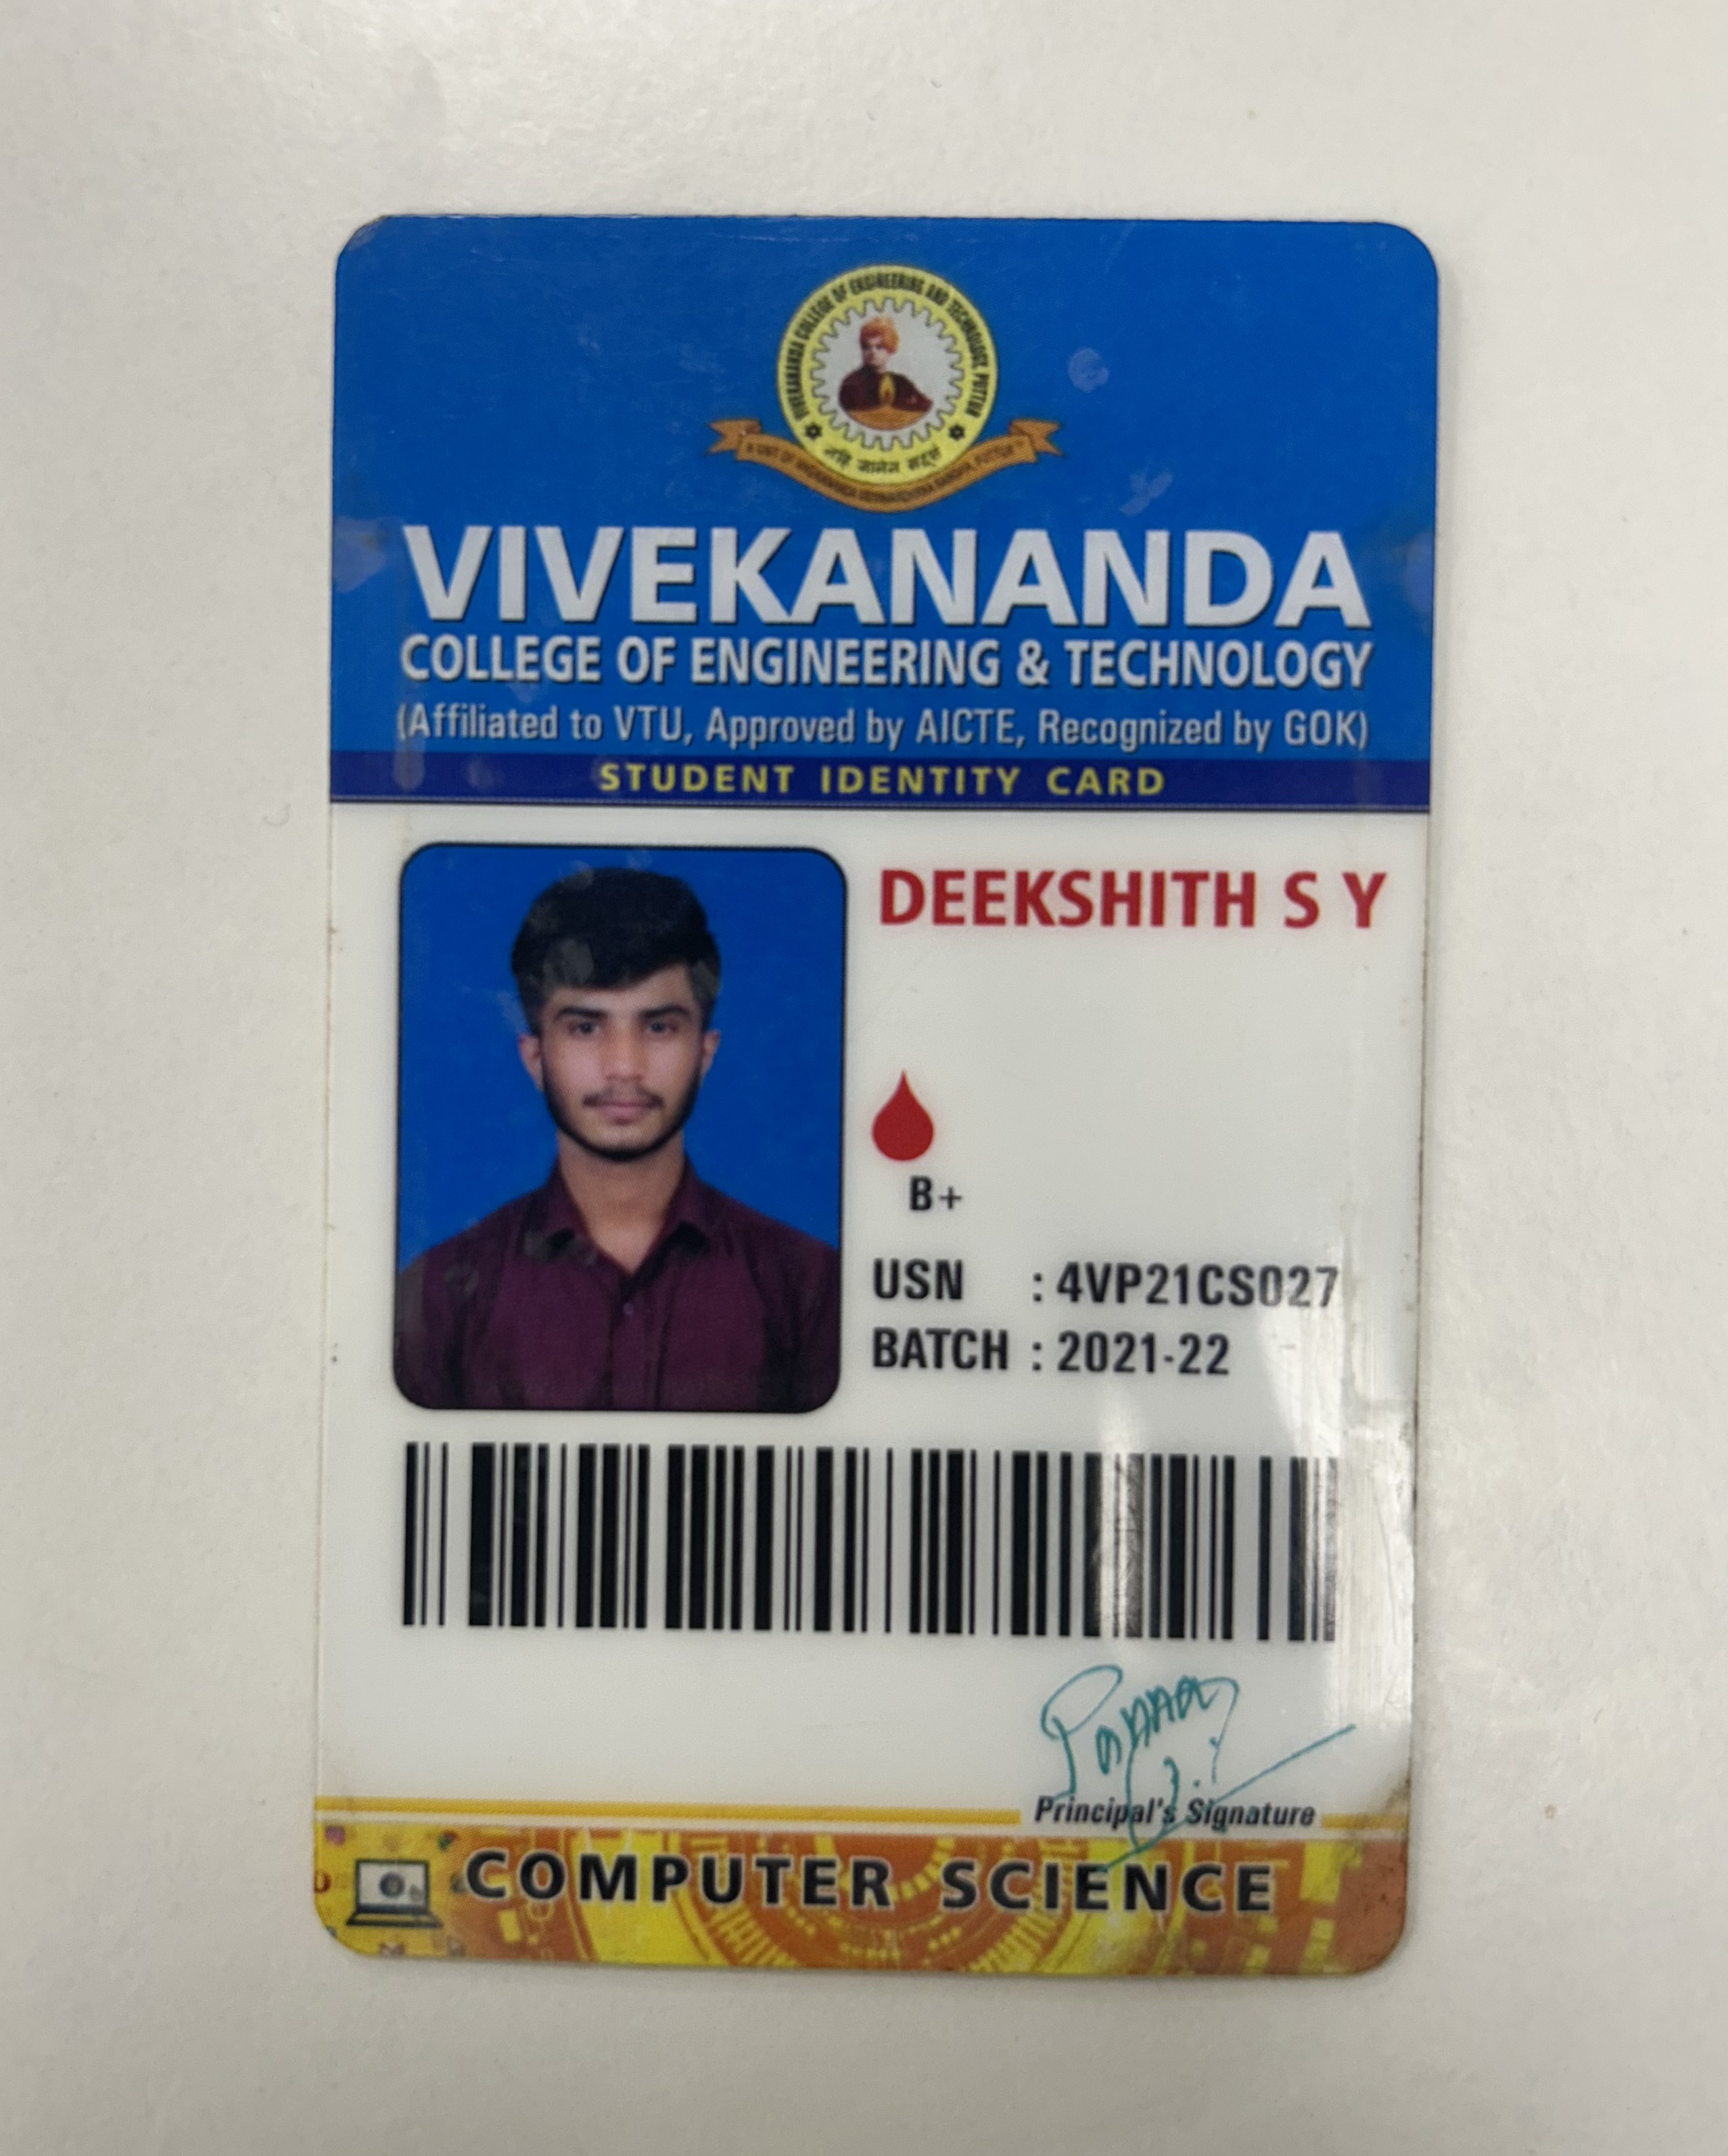 VIVEKANANDA COLLEGE OF ENGINEERING AND TECHNOLOGY, PUTTUR
VIVEKANANDA
COLLEGE OF ENGINEERING & TECHNOLOGY
(Affiliated to VTU, Approved by AICTE, Recognized by GOK)
STUDENT IDENTITY CARD
DEEKSHITH S Y
B+
USN : 4VP21CS027
BATCH : 2021-22
Principal's Signature
COMPUTER SCIENCE